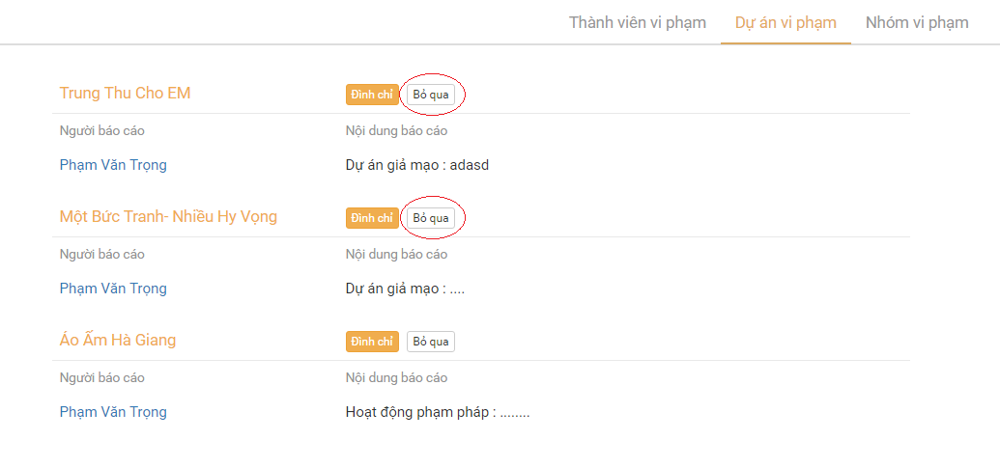 Thành viên vi phạm Dự án vi phạm Nhóm vi phạm
Trung Thu Cho EM Đình chỉ Bỏ qua
Người báo cáo Nội dung báo cáo
Phạm Văn Trọng Dự án giả mạo : adasd
Một Bức Tranh- Nhiều Hy Vọng Đình chỉ Bỏ qua
Người báo cáo Nội dung báo cáo
Phạm Văn Trọng Dự án giả mạo : ....
Áo Ấm Hà Giang Đình chỉ Bỏ qua
Người báo cáo Nội dung báo cáo
Phạm Văn Trọng Hoạt động phạm pháp : ........